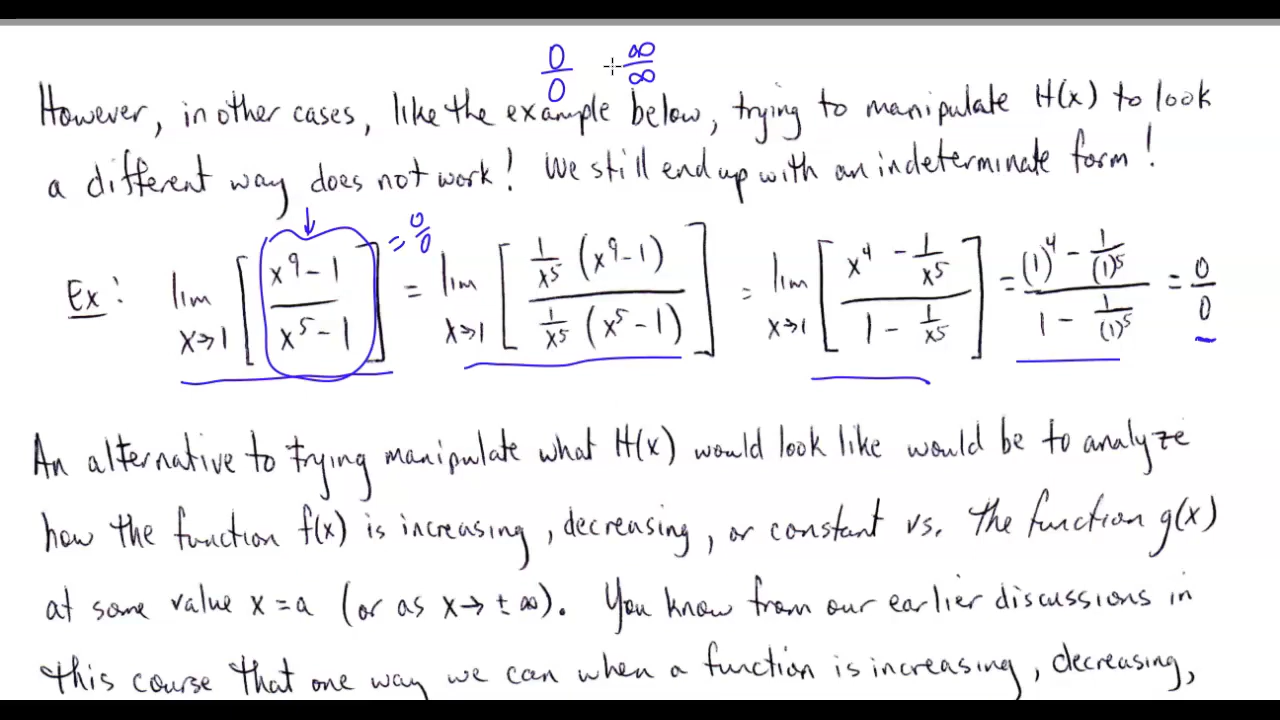 0/0 ∞/∞
However, in other cases, like the example below, trying to manipulate H(x) to look
a different way does not work! We still end up with an indeterminate form!
Ex: lim x→1 [ (x⁹ - 1)/(x⁵ - 1) ] = 0/0 = lim x→1 [ (1/x⁵ (x⁹ - 1))/(1/x⁵ (x⁵ - 1)) ] = lim x→1 [ (x⁴ - 1/x⁵)/(1 - 1/x⁵) ] = ((1)⁴ - 1/(1)⁵)/(1 - 1/(1)⁵) = 0/0
An alternative to trying manipulate what H(x) would look like would be to analyze
how the function f(x) is increasing, decreasing, or constant vs. the function g(x)
at some value x = a (or as x → ± ∞). You know from our earlier discussions in
this course that one way we can when a function is increasing, decreasing,